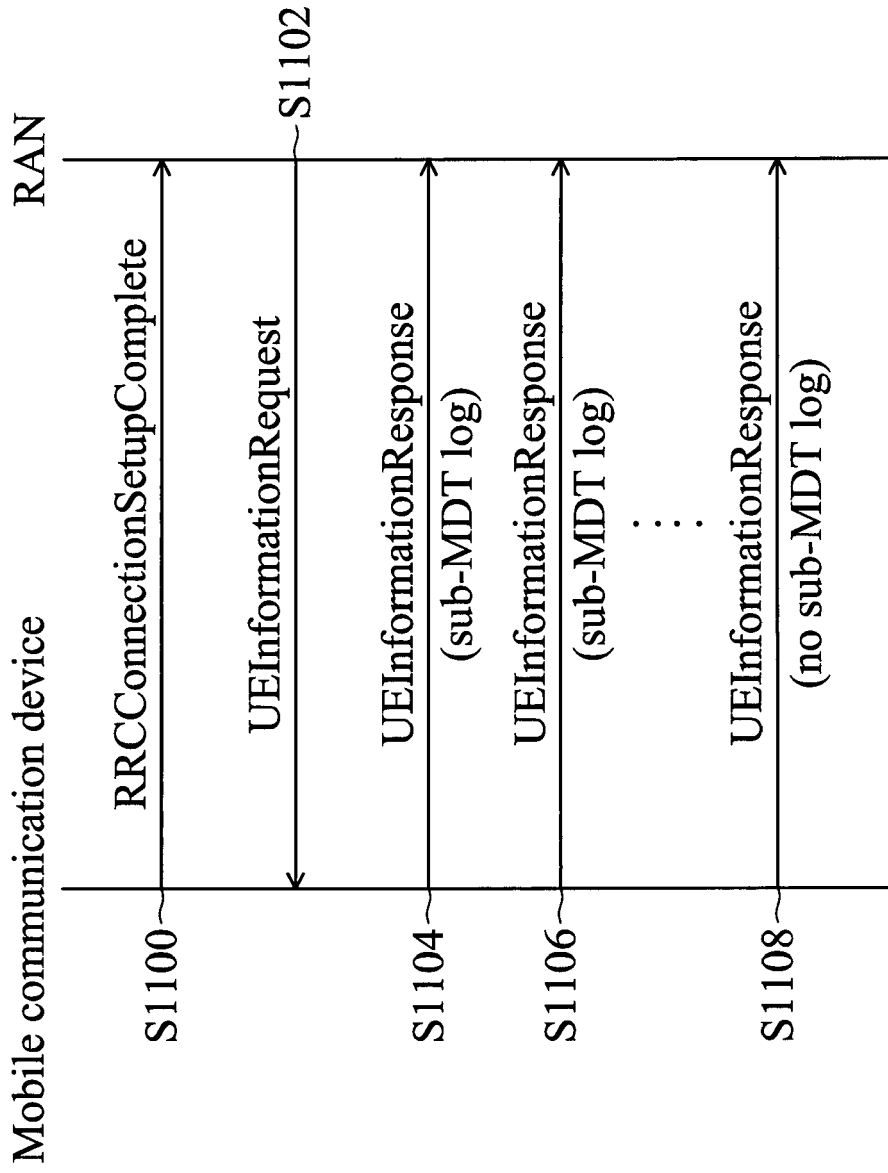 Mobile communication device
RAN
RRCConnectionSetupComplete
S1100
UEInformationRequest
S1102
UEInformationResponse
(sub-MDT log)
S1104
UEInformationResponse
(sub-MDT log)
S1106
. . . .
UEInformationResponse
(no sub-MDT log)
S1108